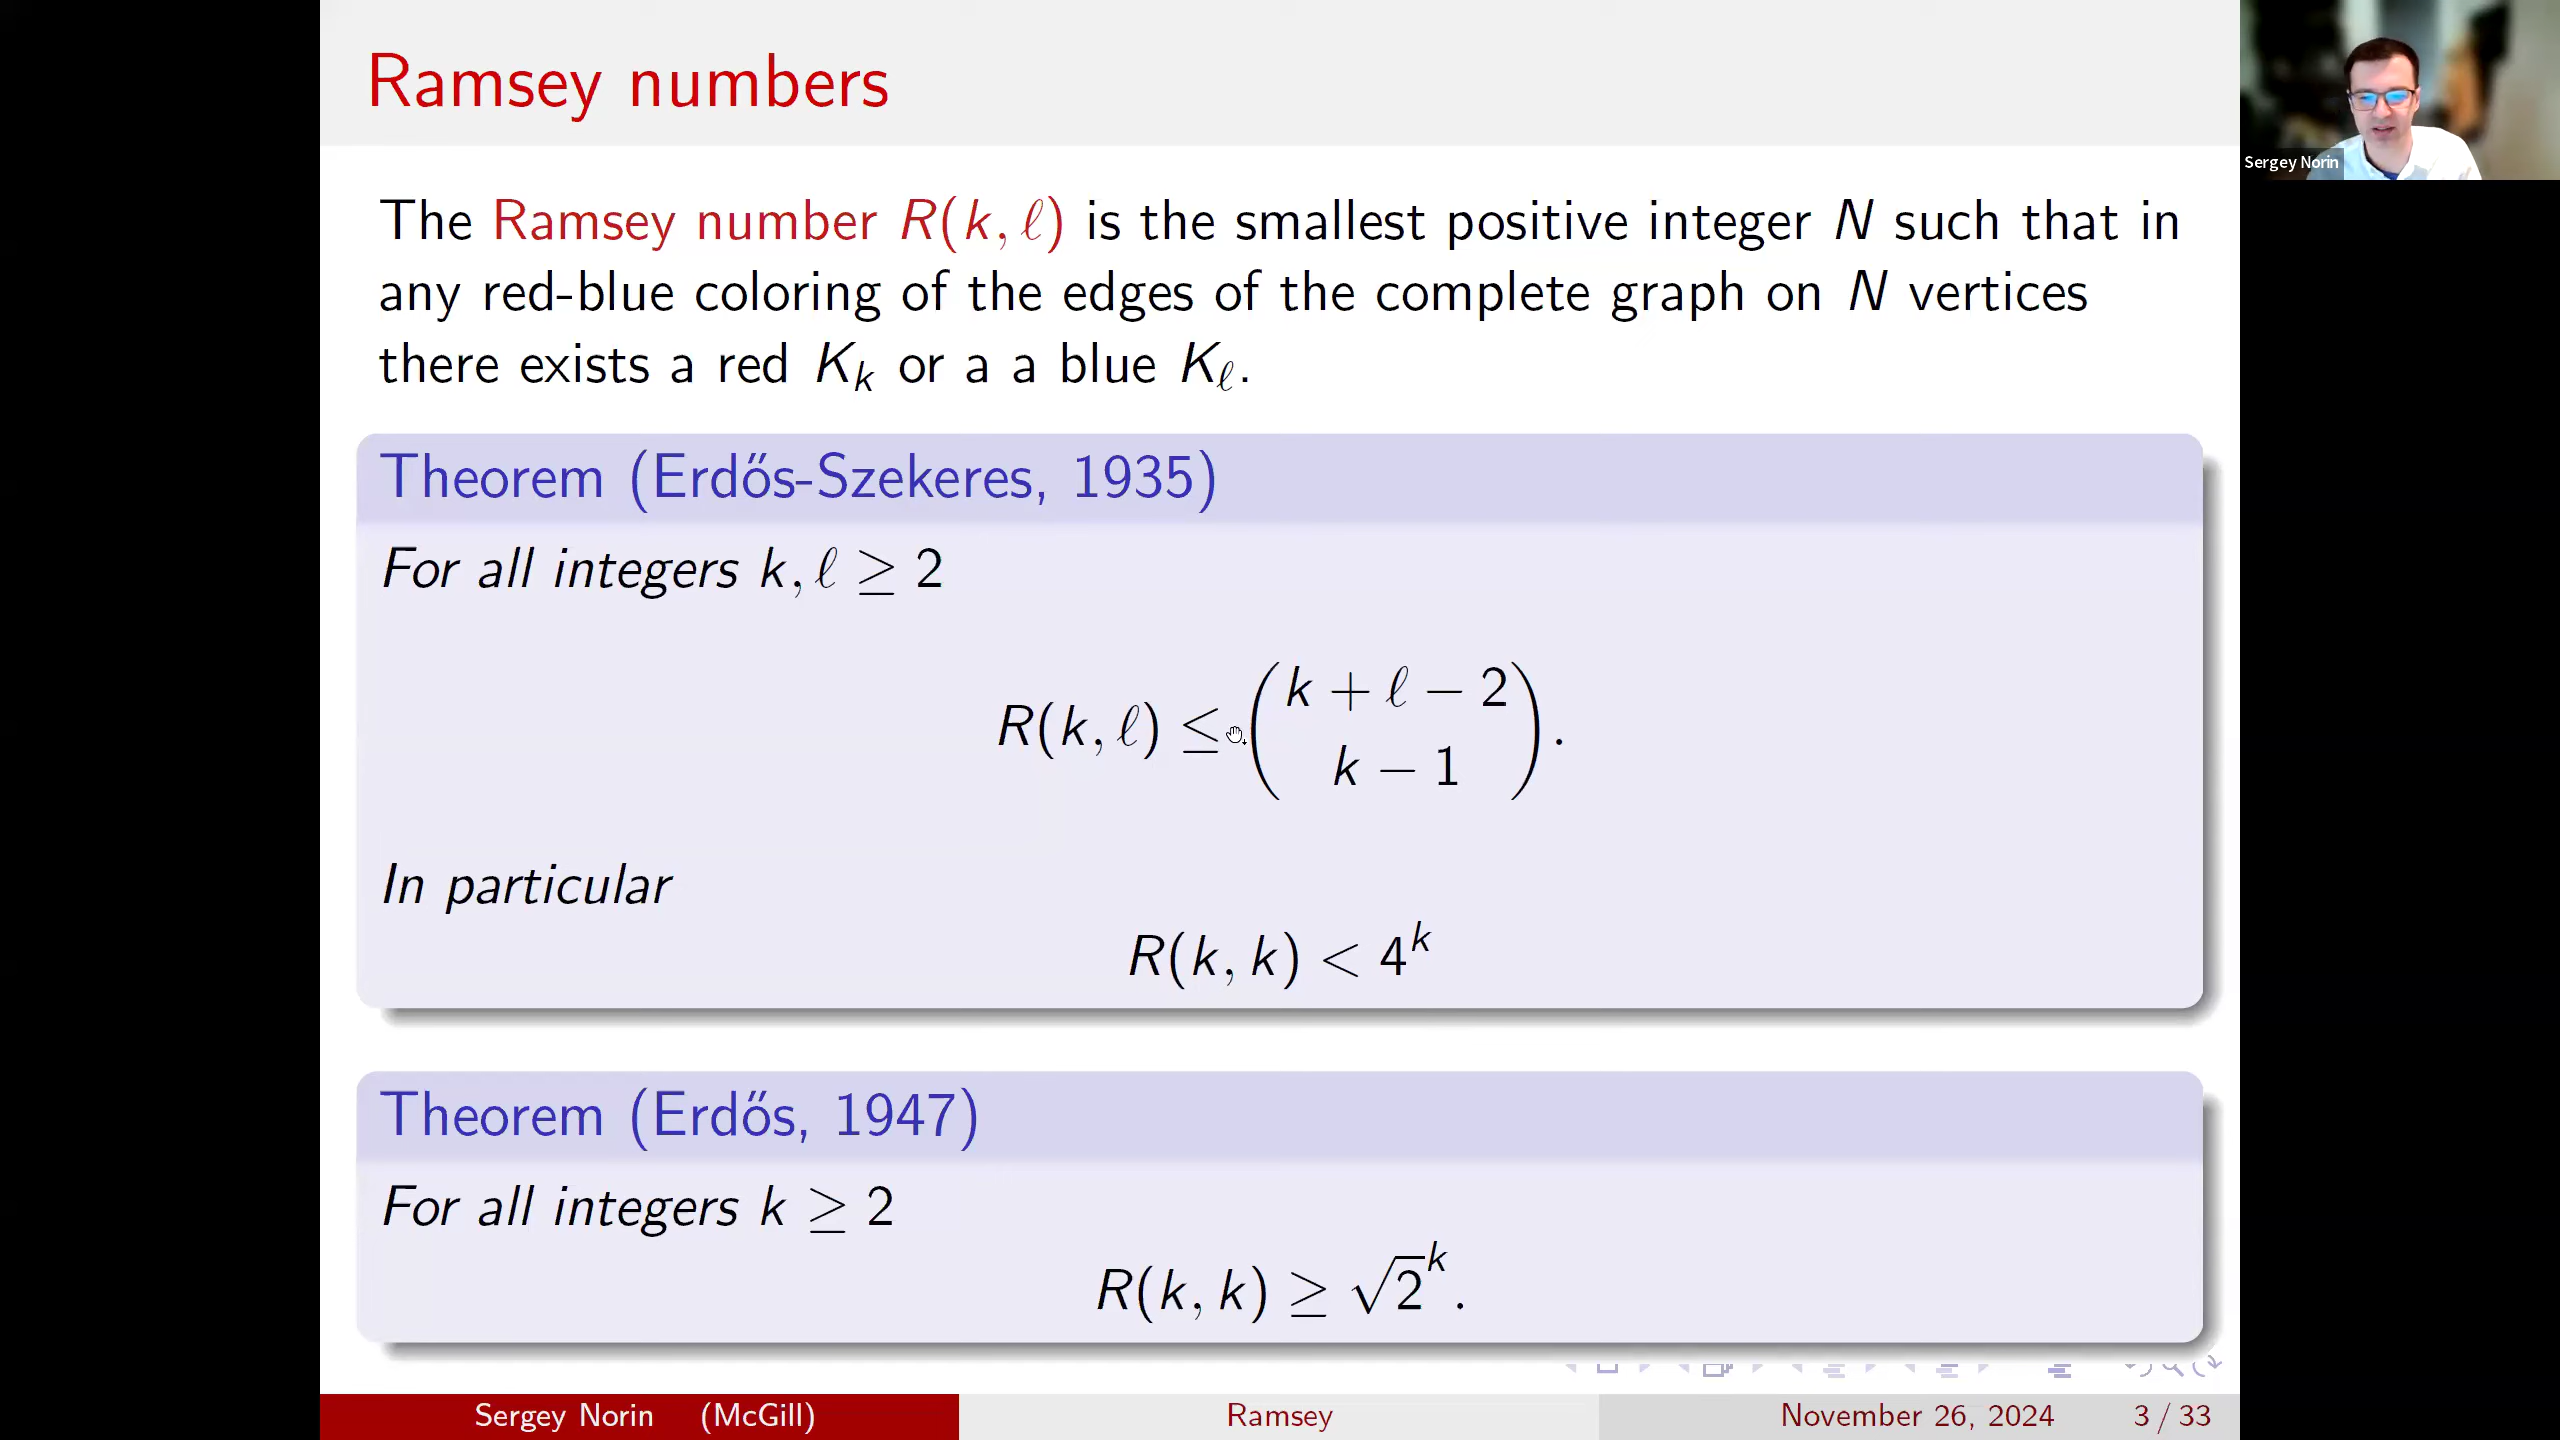 Ramsey numbers
Sergey Norin
The Ramsey number R(k, ℓ) is the smallest positive integer N such that in
any red-blue coloring of the edges of the complete graph on N vertices
there exists a red K_k or a a blue K_ℓ.
Theorem (Erdős-Szekeres, 1935)
For all integers k, ℓ ≥ 2
R(k, ℓ) ≤ \binom{k + ℓ − 2}{k − 1}.
In particular
R(k, k) < 4^k
Theorem (Erdős, 1947)
For all integers k ≥ 2
R(k, k) ≥ √2^k.
Sergey Norin (McGill) Ramsey November 26, 2024 3 / 33